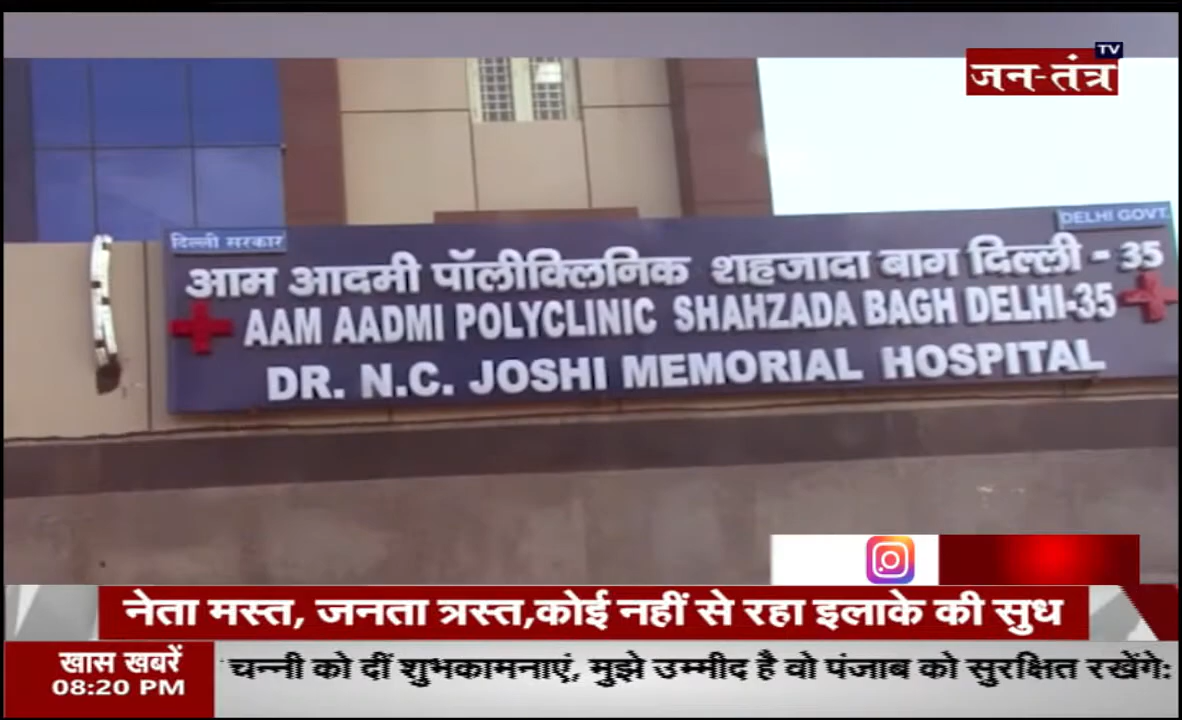 TV
जन-तंत्र
दिल्ली सरकार
DELHI GOVT.
आम आदमी पॉलीक्लिनिक शहजादा बाग दिल्ली - 35
AAM AADMI POLYCLINIC SHAHZADA BAGH DELHI-35
DR. N.C. JOSHI MEMORIAL HOSPITAL
नेता मस्त, जनता त्रस्त,कोई नहीं से रहा इलाके की सुध
खास खबरें
08:20 PM
चन्नी को दीं शुभकामनाएं, मुझे उम्मीद है वो पंजाब को सुरक्षित रखेंगे: